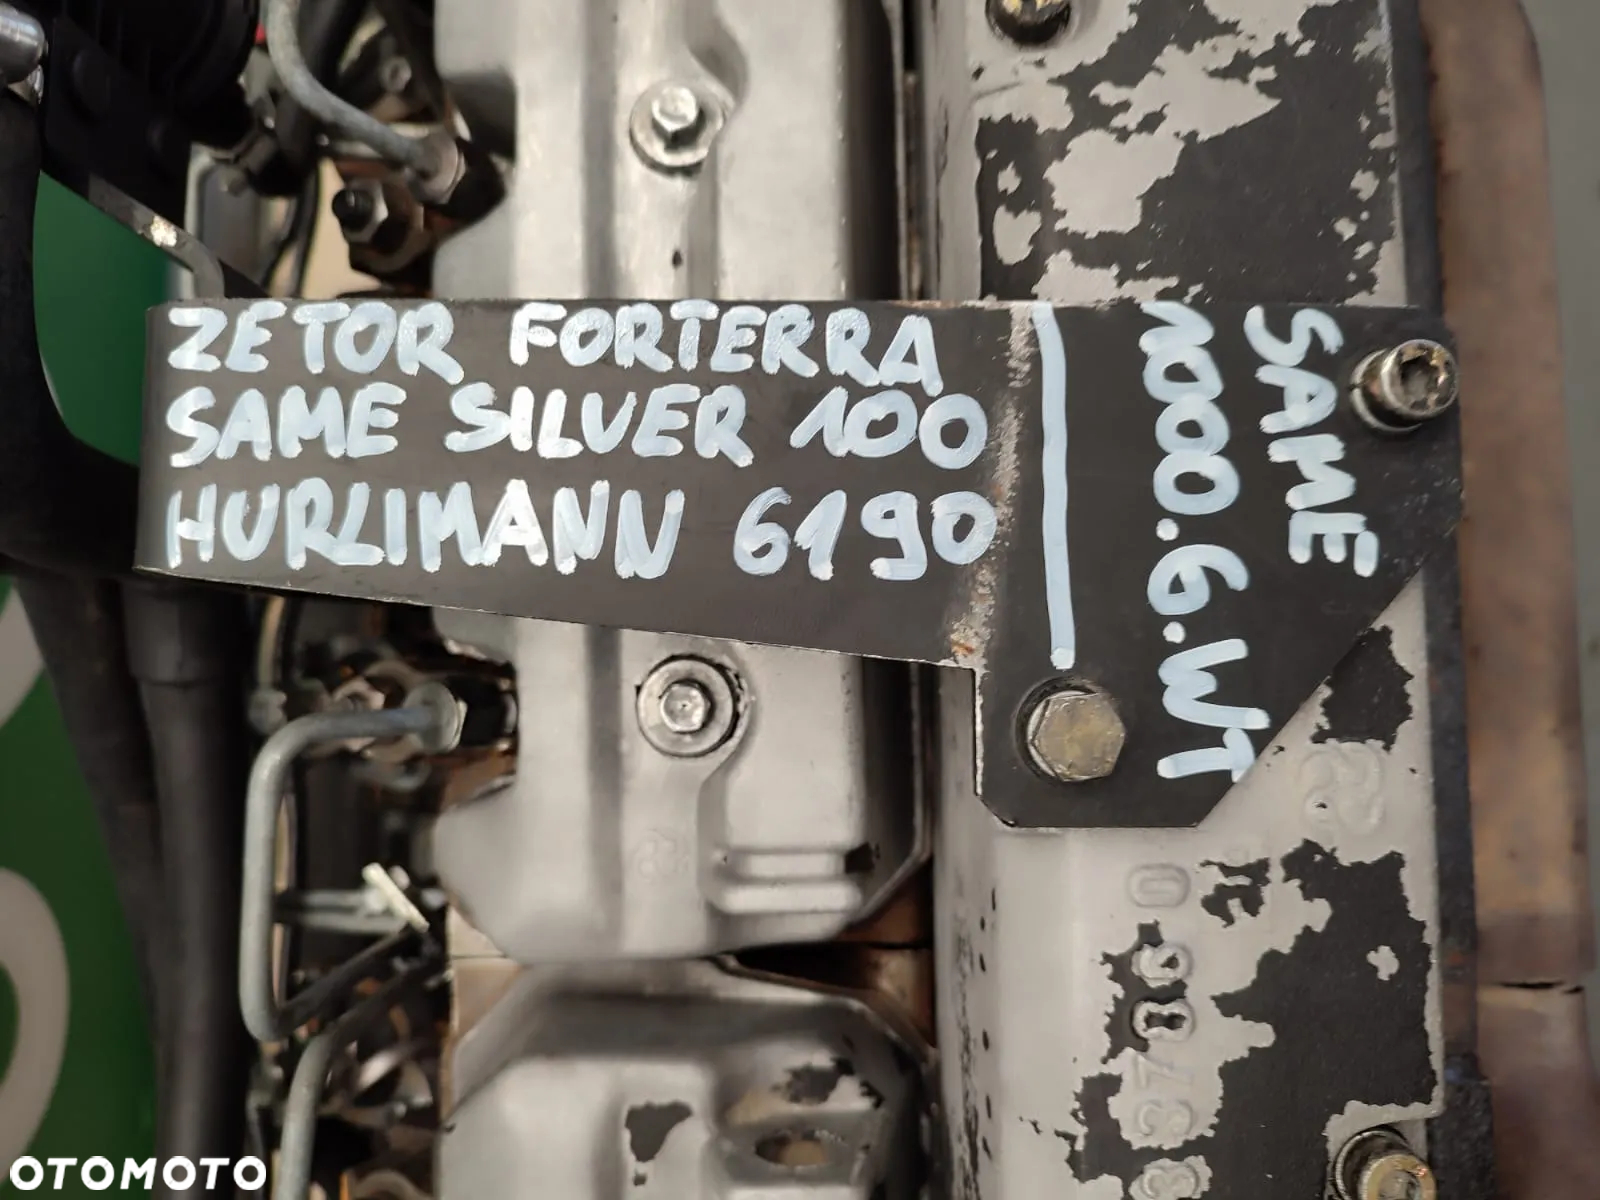 ZETOR FORTERRA
SAME SILVER 100
HURLIMANN 6190
SAME
1000.6.WT
OTOMOTO